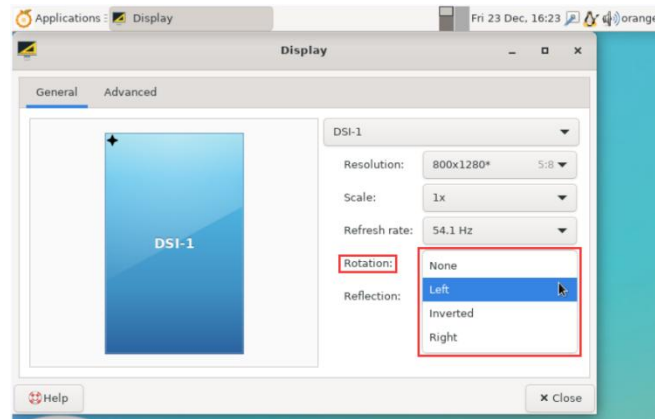 Applications
Display
Fri 23 Dec, 16:23
orange
Display
General
Advanced
DSI-1
DSI-1
Resolution: 800x1280* 5:8
Scale: 1x
Refresh rate: 54.1 Hz
Rotation:
None
Left
Inverted
Right
Reflection:
Help
Close